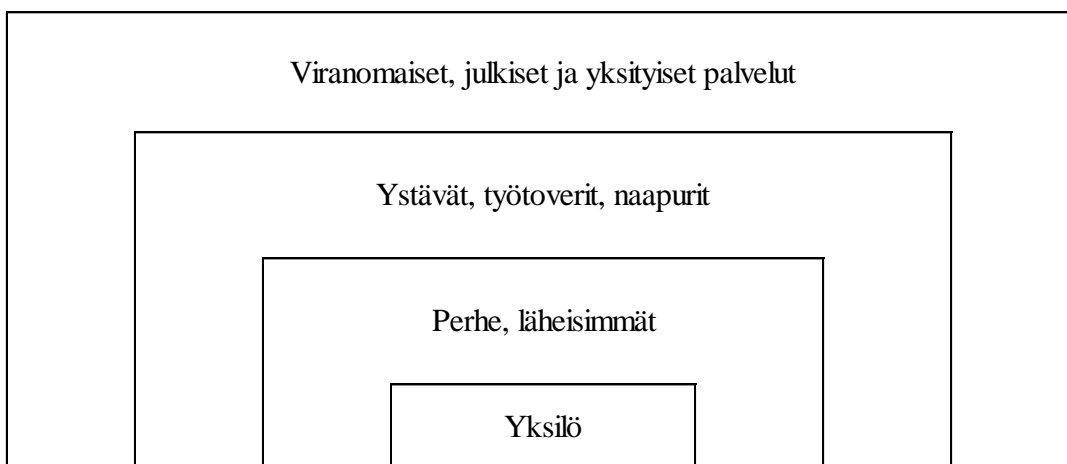 Viranomaiset, julkiset ja yksityiset palvelut
Ystävät, työtoverit, naapurit
Perhe, läheisimmät
Yksilö